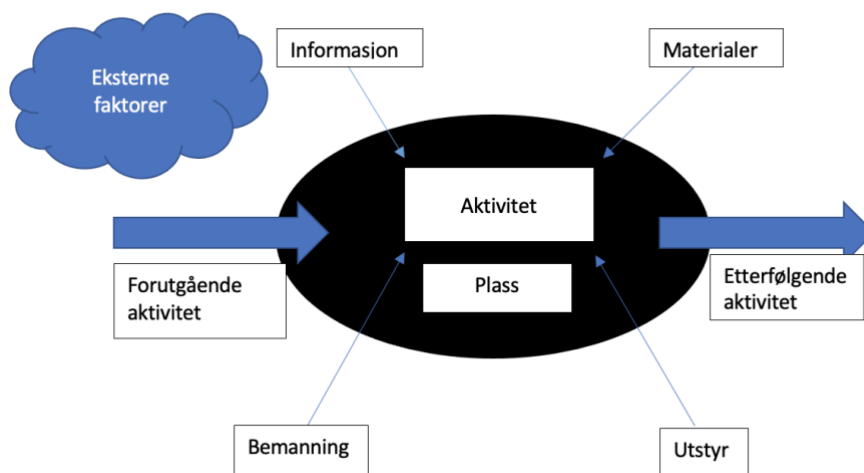 Informasjon
Materialer
Eksterne
faktorer
Aktivitet
Forutgående
aktivitet
Plass
Etterfølgende
aktivitet
Bemanning
Utstyr